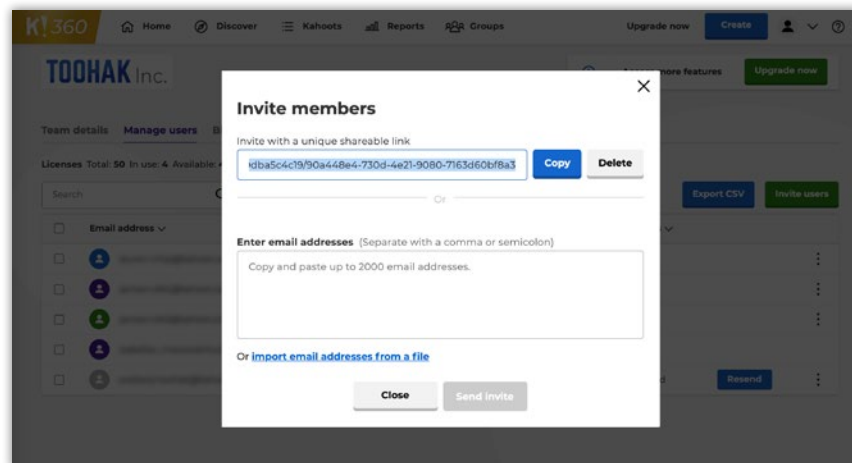 K!360 Home Discover Kahoots Reports Groups Upgrade now Create
TOOHAK Inc.
more features Upgrade now
Invite members
Team details Manage users
Invite with a unique shareable link
dba5c4c19/90a448e4-730d-4e21-9080-7163d60bf8a3 Copy Delete
Licenses Total: 50 In use: 4 Available:
Or
Search Export CSV Invite users
Email address
Enter email addresses (Separate with a comma or semicolon)
Copy and paste up to 2000 email addresses.
Or import email addresses from a file
Resend
Close Send invite